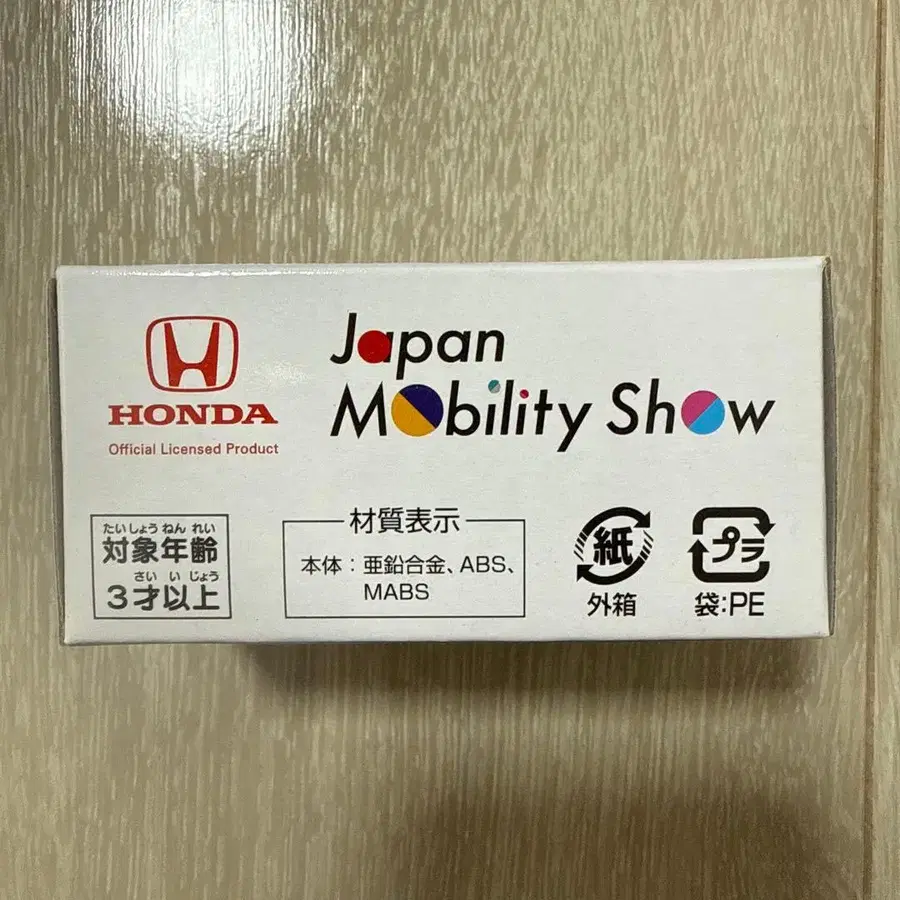 HONDA
Official Licensed Product
Japan
Mobility Show
たいしょう ねん れい
対象年齢
さい い じょう
3才以上
材質表示
本体：亜鉛合金、ABS、
MABS
紙
外箱
プラ
袋:PE